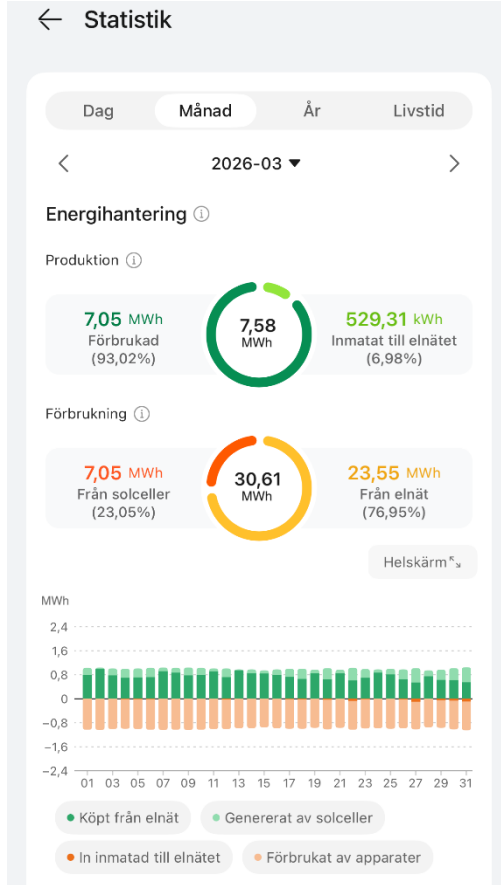 Statistik
Dag Månad År Livstid
2026-03
Energihantering
Produktion
7,05 MWh
Förbrukad
(93,02%)
7,58
MWh
529,31 kWh
Inmatat till elnätet
(6,98%)
Förbrukning
7,05 MWh
Från solceller
(23,05%)
30,61
MWh
23,55 MWh
Från elnät
(76,95%)
Helskärm
MWh
2,4
1,6
0,8
0
−0,8
−1,6
−2,4
01 03 05 07 09 11 13 15 17 19 21 23 25 27 29 31
Köpt från elnät
Genererat av solceller
In inmatad till elnätet
Förbrukat av apparater